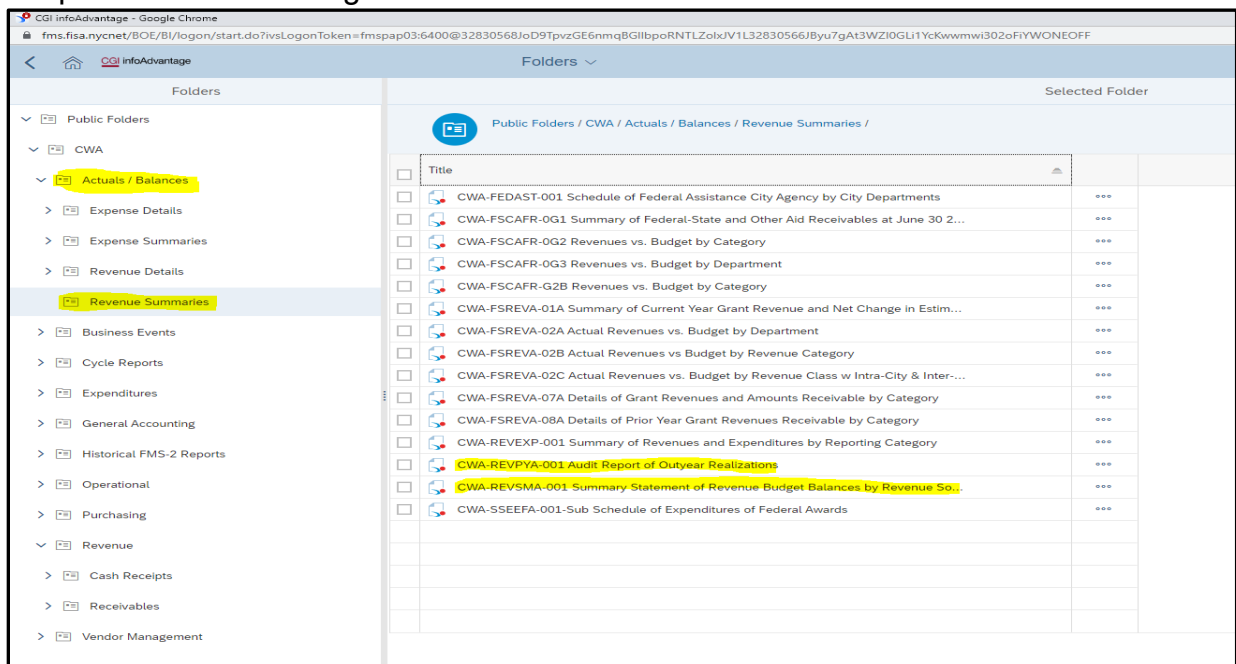 CGI infoAdvantage - Google Chrome
fms.fisa.nycnet/BOE/BI/logon/start.do?ivsLogonToken=fmspap03:6400@32830568JoD9TpvzGE6nmqBGIIbpoRNTLZolxJV1L32830566JByu7gAt3WZI0GLi1YcKwwmwi302oFiYWONEOFF
CGI infoAdvantage
Folders
Folders
Selected Folder
Public Folders
CWA
Actuals / Balances
Expense Details
Expense Summaries
Revenue Details
Revenue Summaries
Business Events
Cycle Reports
Expenditures
General Accounting
Historical FMS-2 Reports
Operational
Purchasing
Revenue
Cash Receipts
Receivables
Vendor Management
Public Folders / CWA / Actuals / Balances / Revenue Summaries /
Title
CWA-FEDAST-001 Schedule of Federal Assistance City Agency by City Departments
CWA-FSCAFR-0G1 Summary of Federal-State and Other Aid Receivables at June 30 2...
CWA-FSCAFR-0G2 Revenues vs. Budget by Category
CWA-FSCAFR-0G3 Revenues vs. Budget by Department
CWA-FSCAFR-G2B Revenues vs. Budget by Category
CWA-FSREVA-01A Summary of Current Year Grant Revenue and Net Change in Estim...
CWA-FSREVA-02A Actual Revenues vs. Budget by Department
CWA-FSREVA-02B Actual Revenues vs Budget by Revenue Category
CWA-FSREVA-02C Actual Revenues vs. Budget by Revenue Class w Intra-City & Inter-...
CWA-FSREVA-07A Details of Grant Revenues and Amounts Receivable by Category
CWA-FSREVA-08A Details of Prior Year Grant Revenues Receivable by Category
CWA-REVEXP-001 Summary of Revenues and Expenditures by Reporting Category
CWA-REVPYA-001 Audit Report of Outyear Realizations
CWA-REVSMA-001 Summary Statement of Revenue Budget Balances by Revenue So...
CWA-SSEEFA-001-Sub Schedule of Expenditures of Federal Awards